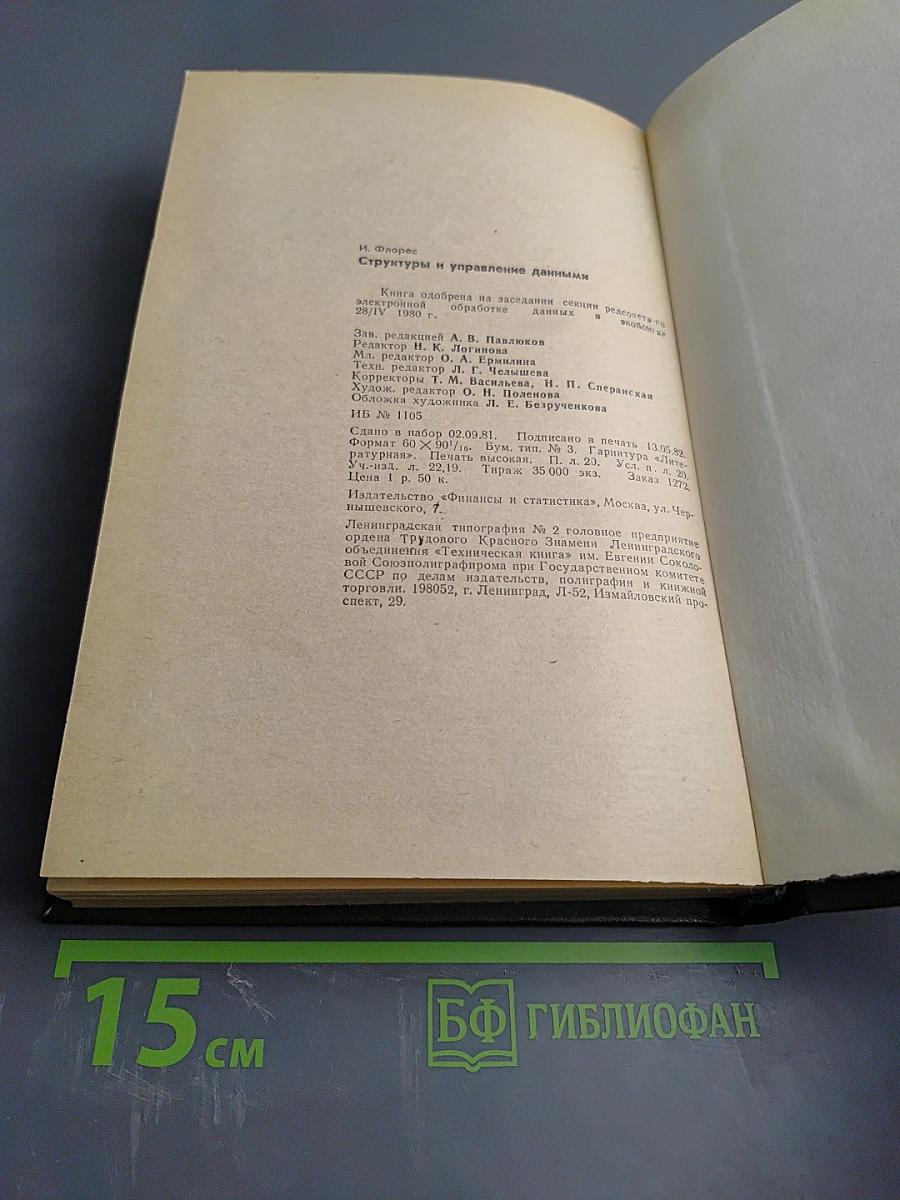 И. Флорес
Структуры и управление данными
Книга одобрена на заседании секции редсовета по
электронной обработке данных в экономике
28/IV 1980 г.
Зав. редакцией А. В. Павлюков
Редактор Н. К. Логинова
Мл. редактор О. А. Ермилина
Техн. редактор Л. Г. Челышева
Корректоры Т. М. Васильева, Н. П. Сперанская
Худож. редактор О. Н. Поленова
Обложка художника Л. Е. Безрученкова
ИБ № 1105
Сдано в набор 02.09.81. Подписано в печать 13.05.82.
Формат 60×90¹/₁₆. Бум. тип. № 3. Гарнитура «Лите-
ратурная». Печать высокая. П. л. 20. Усл. п. л. 20.
Уч.-изд. л. 22,19. Тираж 35 000 экз. Заказ 1272.
Цена 1 р. 50 к.
Издательство «Финансы и статистика», Москва, ул. Чер-
нышевского, 7.
Ленинградская типография № 2 головное предприятие
ордена Трудового Красного Знамени Ленинградского
объединения «Техническая книга» им. Евгении Соколо-
вой Союзполиграфпрома при Государственном комитете
СССР по делам издательств, полиграфии и книжной
торговли. 198052, г. Ленинград, Л-52, Измайловский про-
спект, 29.
15 см
БФ ГИБЛИОФАН